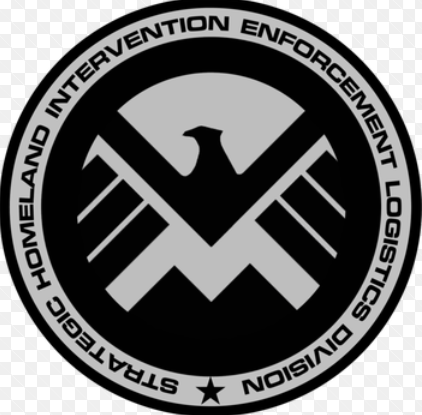 STRATEGIC HOMELAND INTERVENTION ENFORCEMENT LOGISTICS DIVISION